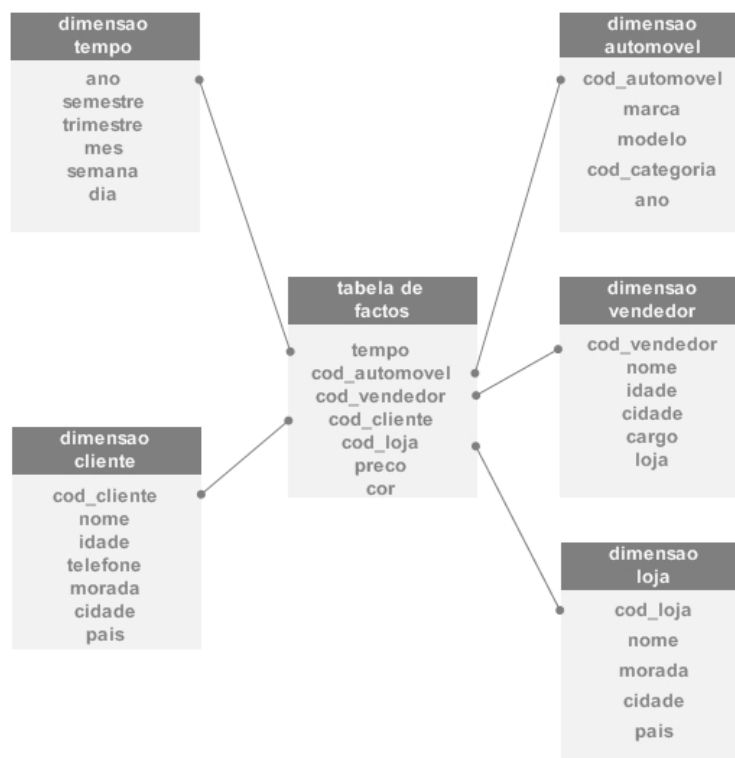 dimensao
tempo
ano
semestre
trimestre
mes
semana
dia
dimensao
automovel
cod_automovel
marca
modelo
cod_categoria
ano
tabela de
factos
tempo
cod_automovel
cod_vendedor
cod_cliente
cod_loja
preco
cor
dimensao
vendedor
cod_vendedor
nome
idade
cidade
cargo
loja
dimensao
cliente
cod_cliente
nome
idade
telefone
morada
cidade
pais
dimensao
loja
cod_loja
nome
morada
cidade
pais